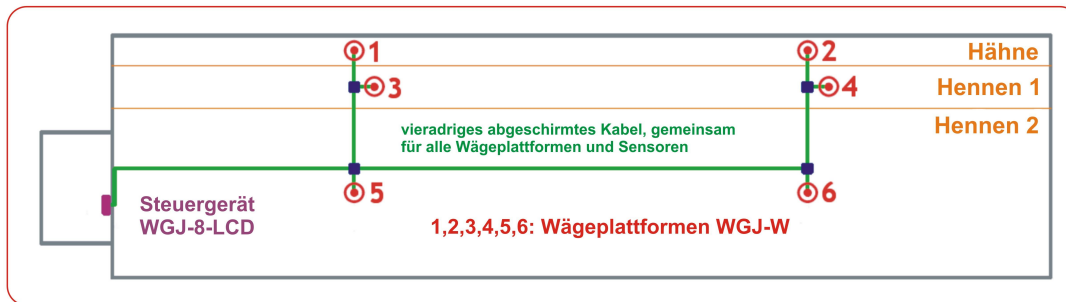 1
2
Hähne
3
4
Hennen 1
Hennen 2
vieradriges abgeschirmtes Kabel, gemeinsam
für alle Wägeplattformen und Sensoren
5
6
Steuergerät
WGJ-8-LCD
1,2,3,4,5,6: Wägeplattformen WGJ-W